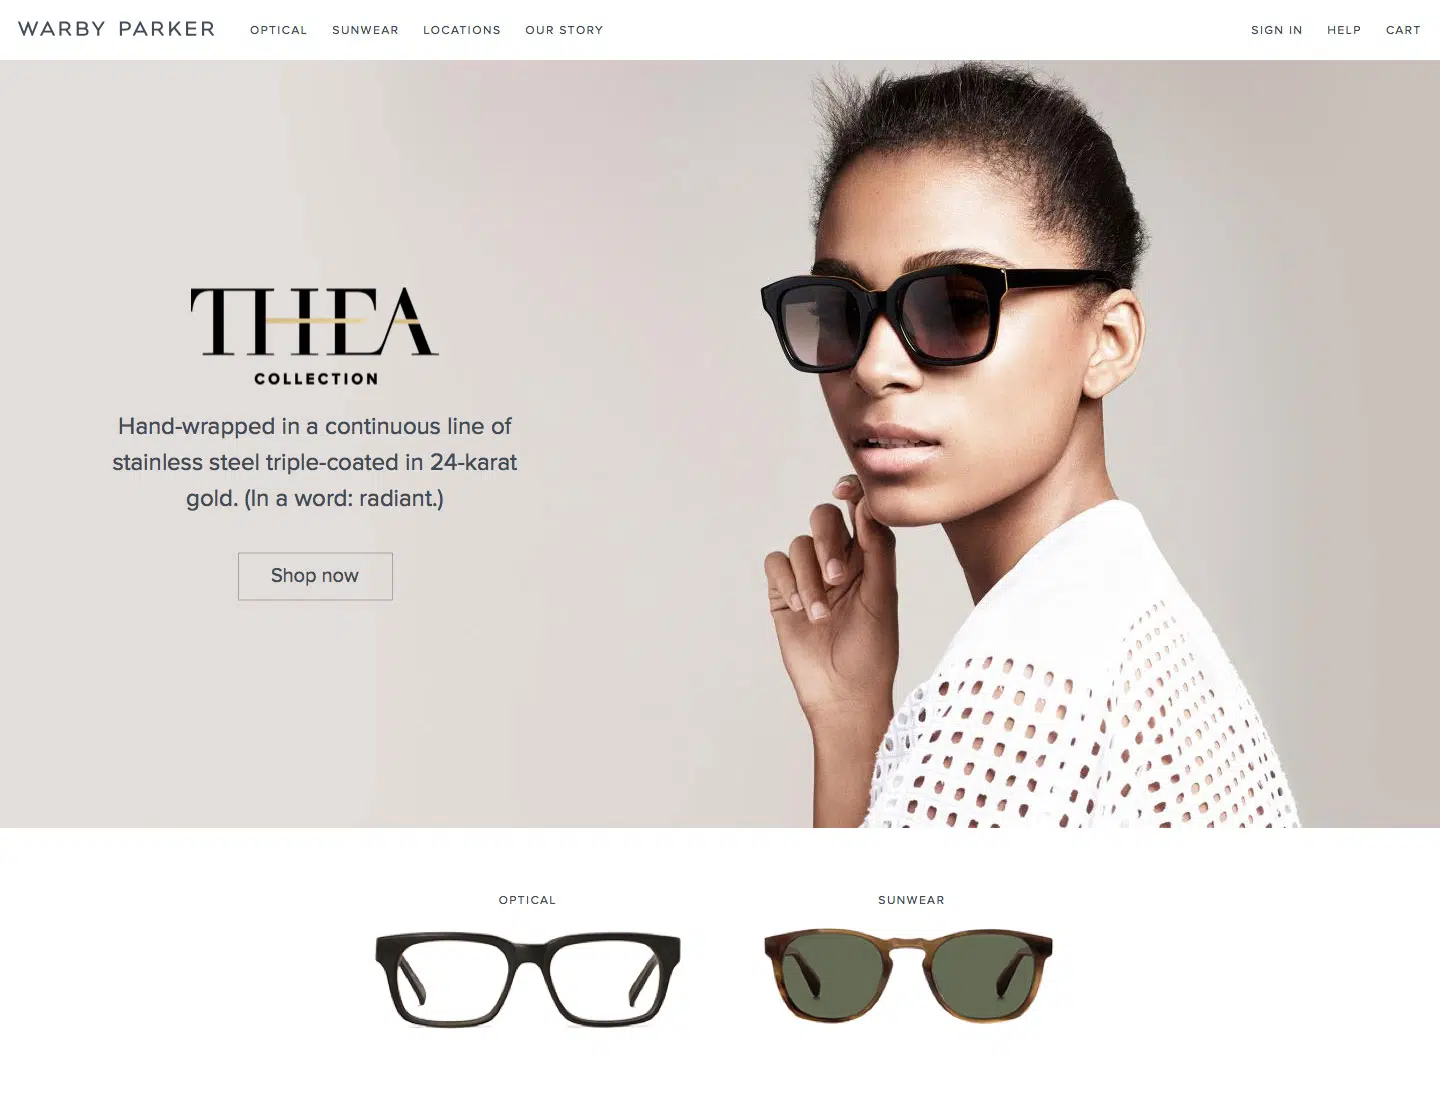 WARBY PARKER OPTICAL SUNWEAR LOCATIONS OUR STORY SIGN IN HELP CART
THEA
COLLECTION
Hand-wrapped in a continuous line of
stainless steel triple-coated in 24-karat
gold. (In a word: radiant.)
Shop now
OPTICAL SUNWEAR